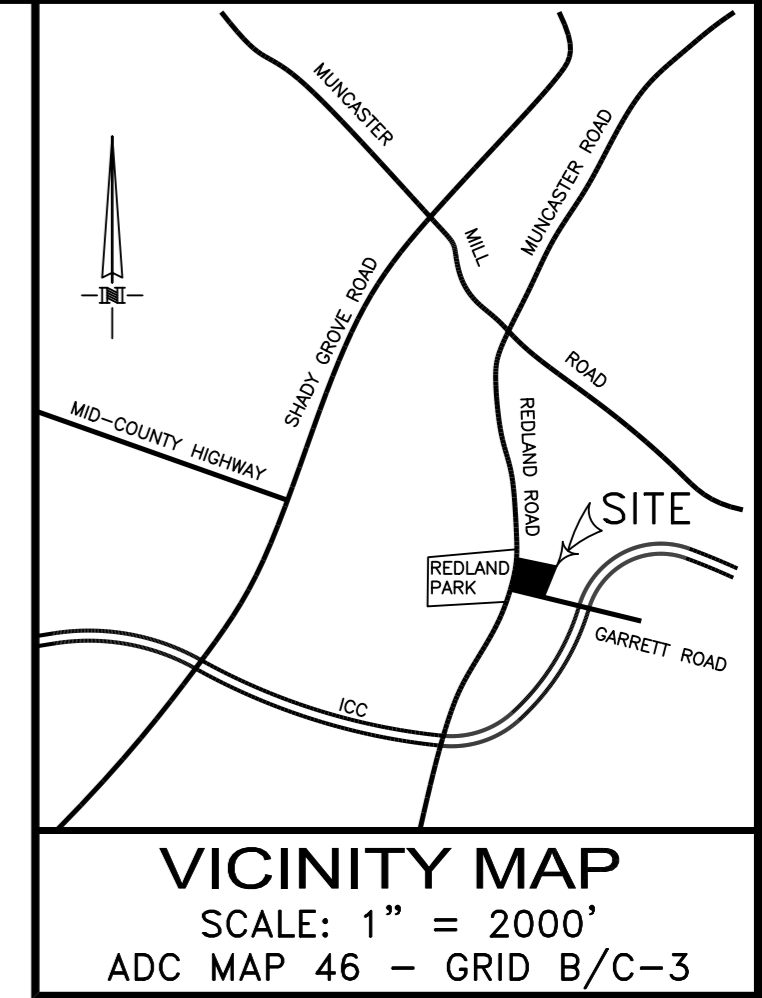 MUNCASTER
MILL
ROAD
MUNCASTER ROAD
SHADY GROVE ROAD
N
MID-COUNTY HIGHWAY
REDLAND ROAD
SITE
REDLAND
PARK
GARRETT ROAD
ICC
VICINITY MAP
SCALE: 1" = 2000'
ADC MAP 46 - GRID B/C-3